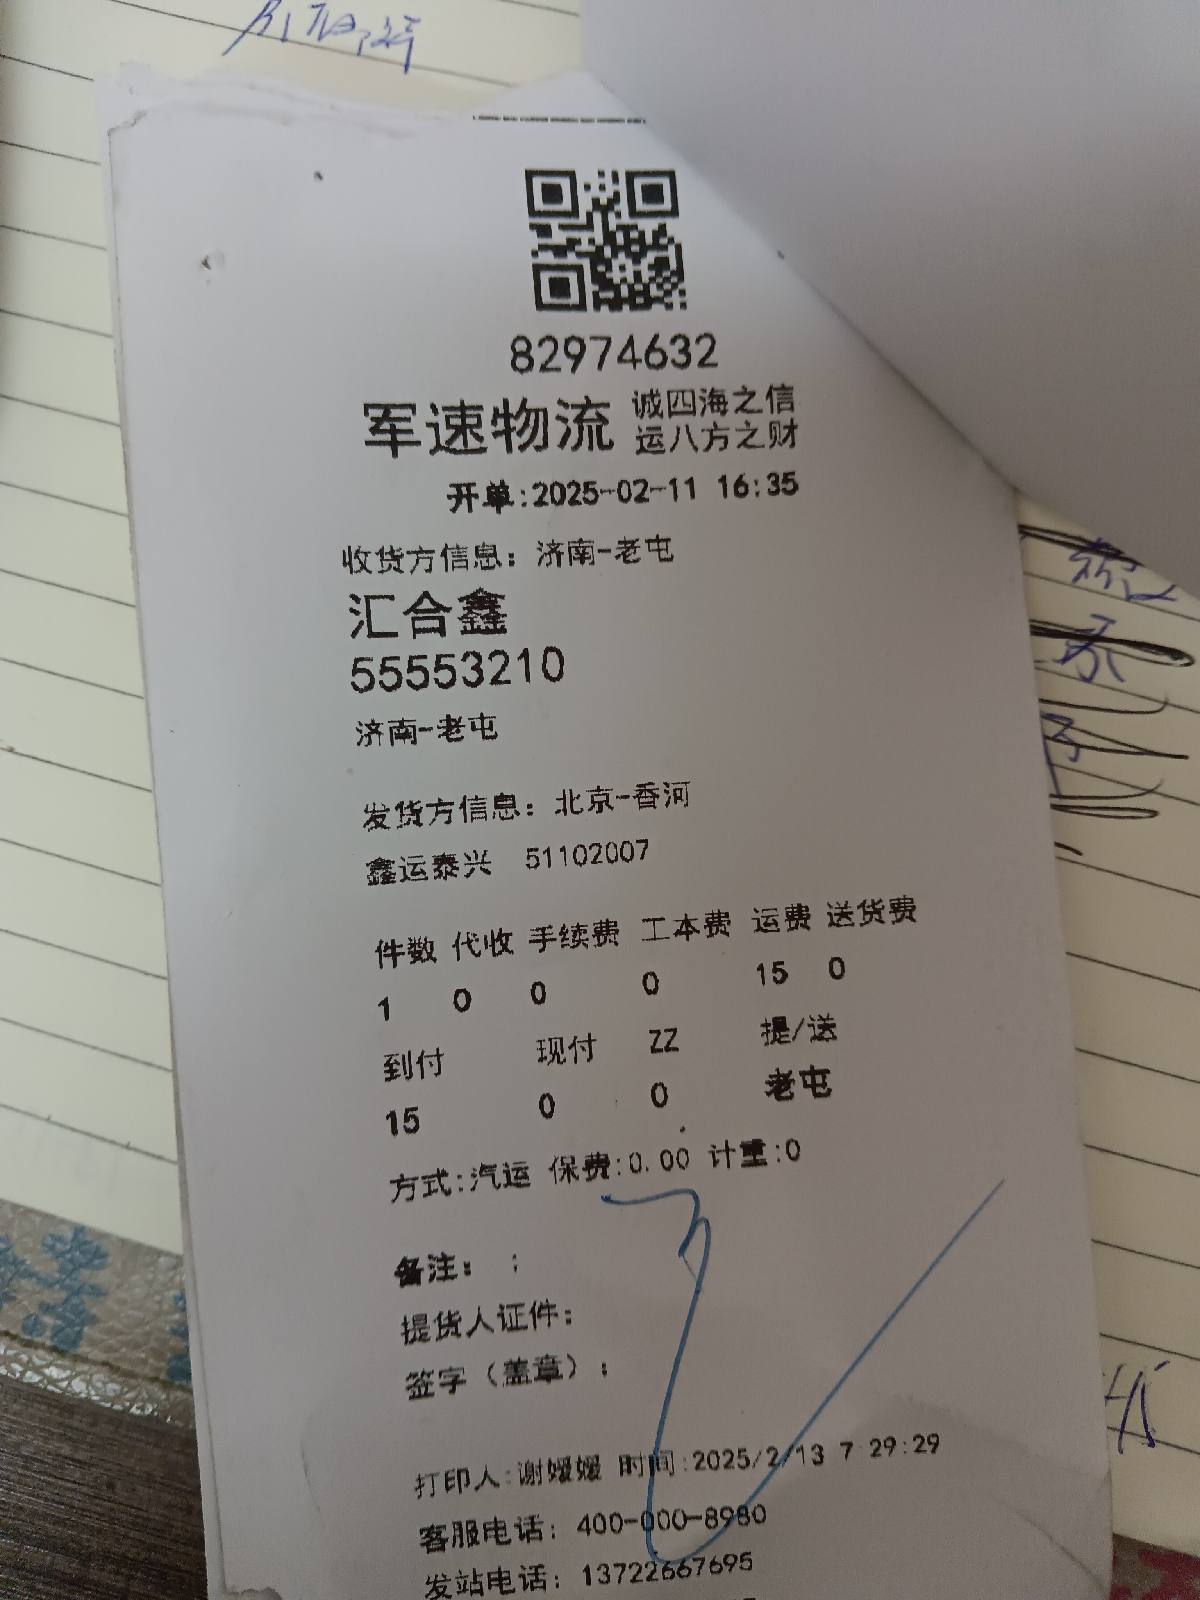 82974632
军速物流 诚四海之信
运八方之财
开单:2025-02-11 16:35
收货方信息：济南-老屯
汇合鑫
55553210
济南-老屯
发货方信息：北京-香河
鑫运泰兴 51102007
件数 代收 手续费 工本费 运费 送货费
1 0 0 0 15 0
到付 现付 ZZ 提/送
15 0 0 老屯
方式:汽运 保费:0.00 计重:0
备注： ；
提货人证件：
签字（盖章）：
打印人:谢媛媛 时间:2025/2/13 7 29:29
客服电话：400-000-8980
发站电话：13722667695